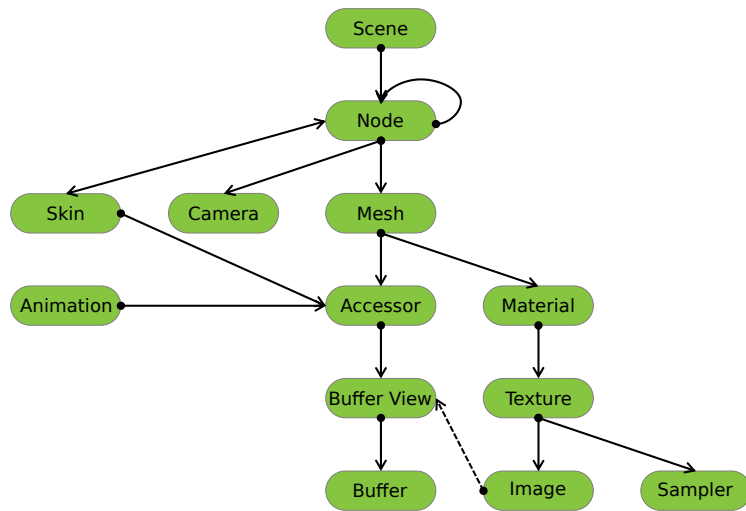 Scene
Node
Skin
Camera
Mesh
Animation
Accessor
Material
Buffer View
Texture
Buffer
Image
Sampler